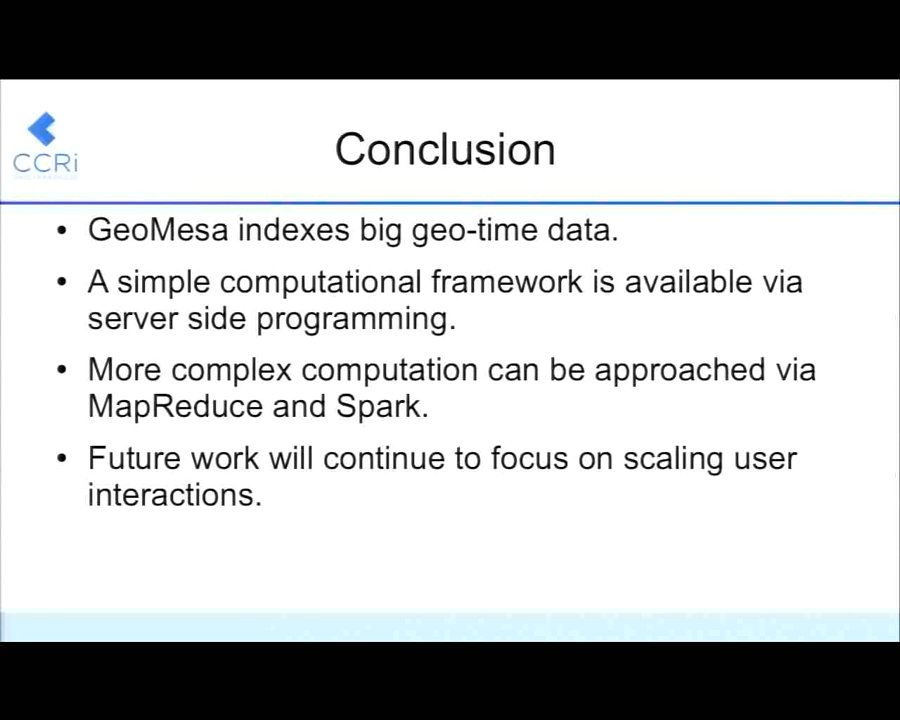 CCRi
Conclusion
• GeoMesa indexes big geo-time data.
• A simple computational framework is available via
server side programming.
• More complex computation can be approached via
MapReduce and Spark.
• Future work will continue to focus on scaling user
interactions.